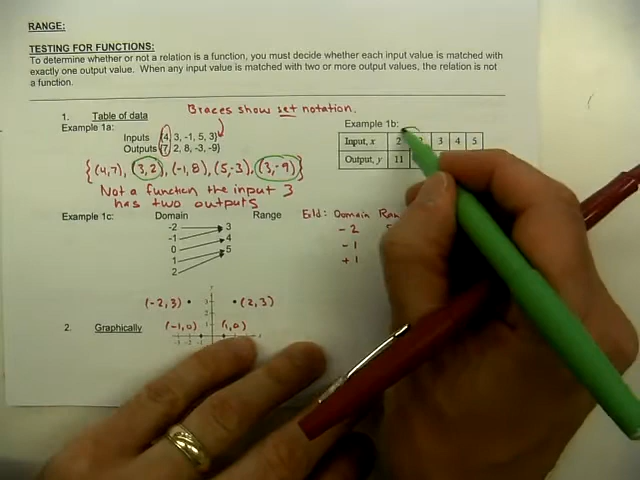 RANGE:
TESTING FOR FUNCTIONS:
To determine whether or not a relation is a function, you must decide whether each input value is matched with
exactly one output value. When any input value is matched with two or more output values, the relation is not
a function.
1. Table of data
Braces show set notation.
Example 1a:
Inputs {4, 3, -1, 5, 3}
Outputs {7, 2, 8, -3, -9}
{(4,7), (3,2), (-1,8), (5,-3), (3,-9)}
Not a function the input 3
has two outputs
Example 1b:
Input, x 2 3 4 5
Output, y 11
Example 1c: Domain Range
-2 3
-1 4
0 5
1
2
Ex1d: Domain Ran
-2
-1
+1
2. Graphically
(-2,3) (2,3)
(-1,0) (1,0)